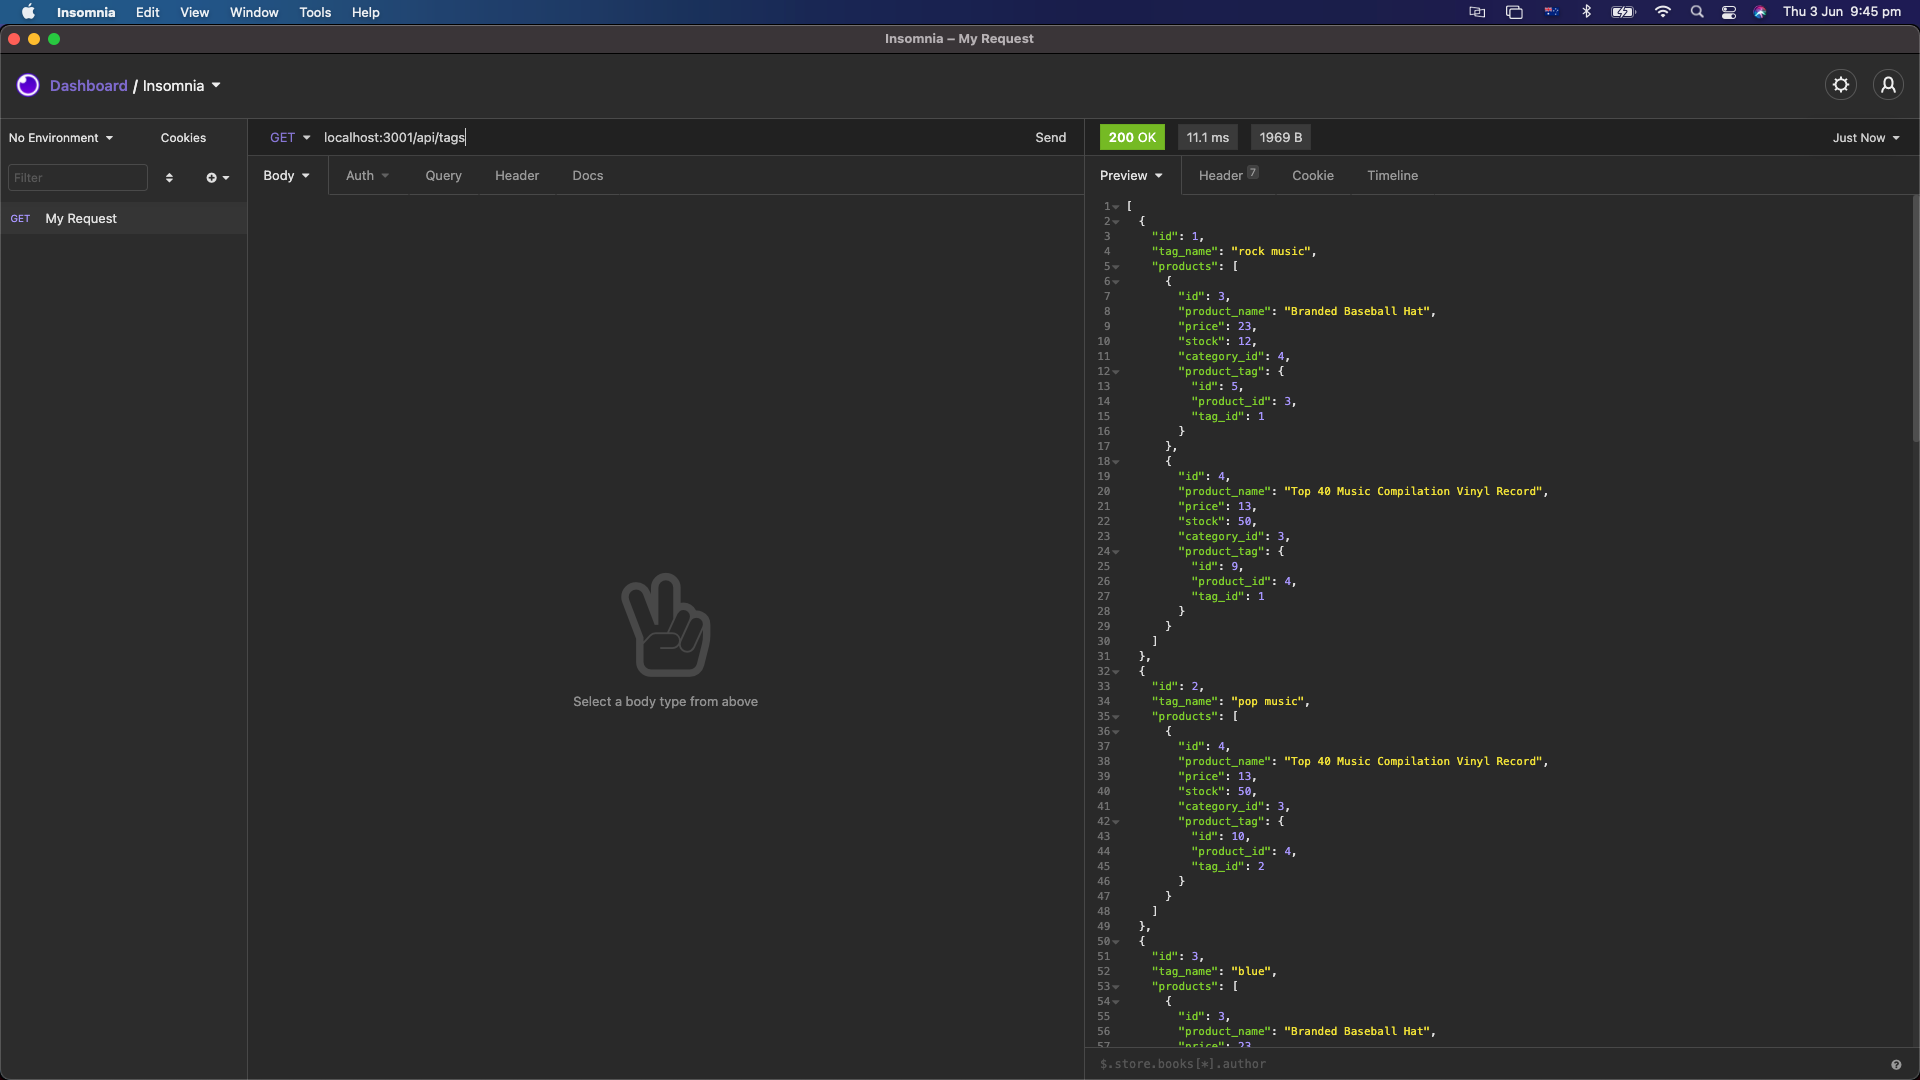 Insomnia Edit View Window Tools Help
Thu 3 Jun 9:45 pm
Insomnia – My Request
Dashboard / Insomnia
No Environment
Cookies
GET localhost:3001/api/tags
Send
200 OK
11.1 ms
1969 B
Just Now
Filter
Body
Auth
Query
Header
Docs
Preview
Header 7
Cookie
Timeline
GET My Request
Select a body type from above
1 [
2 {
3 "id": 1,
4 "tag_name": "rock music",
5 "products": [
6 {
7 "id": 3,
8 "product_name": "Branded Baseball Hat",
9 "price": 23,
10 "stock": 12,
11 "category_id": 4,
12 "product_tag": {
13 "id": 5,
14 "product_id": 3,
15 "tag_id": 1
16 }
17 },
18 {
19 "id": 4,
20 "product_name": "Top 40 Music Compilation Vinyl Record",
21 "price": 13,
22 "stock": 50,
23 "category_id": 3,
24 "product_tag": {
25 "id": 9,
26 "product_id": 4,
27 "tag_id": 1
28 }
29 }
30 ]
31 },
32 {
33 "id": 2,
34 "tag_name": "pop music",
35 "products": [
36 {
37 "id": 4,
38 "product_name": "Top 40 Music Compilation Vinyl Record",
39 "price": 13,
40 "stock": 50,
41 "category_id": 3,
42 "product_tag": {
43 "id": 10,
44 "product_id": 4,
45 "tag_id": 2
46 }
47 }
48 ]
49 },
50 {
51 "id": 3,
52 "tag_name": "blue",
53 "products": [
54 {
55 "id": 3,
56 "product_name": "Branded Baseball Hat",
57 "price": 23
$.store.books[*].author